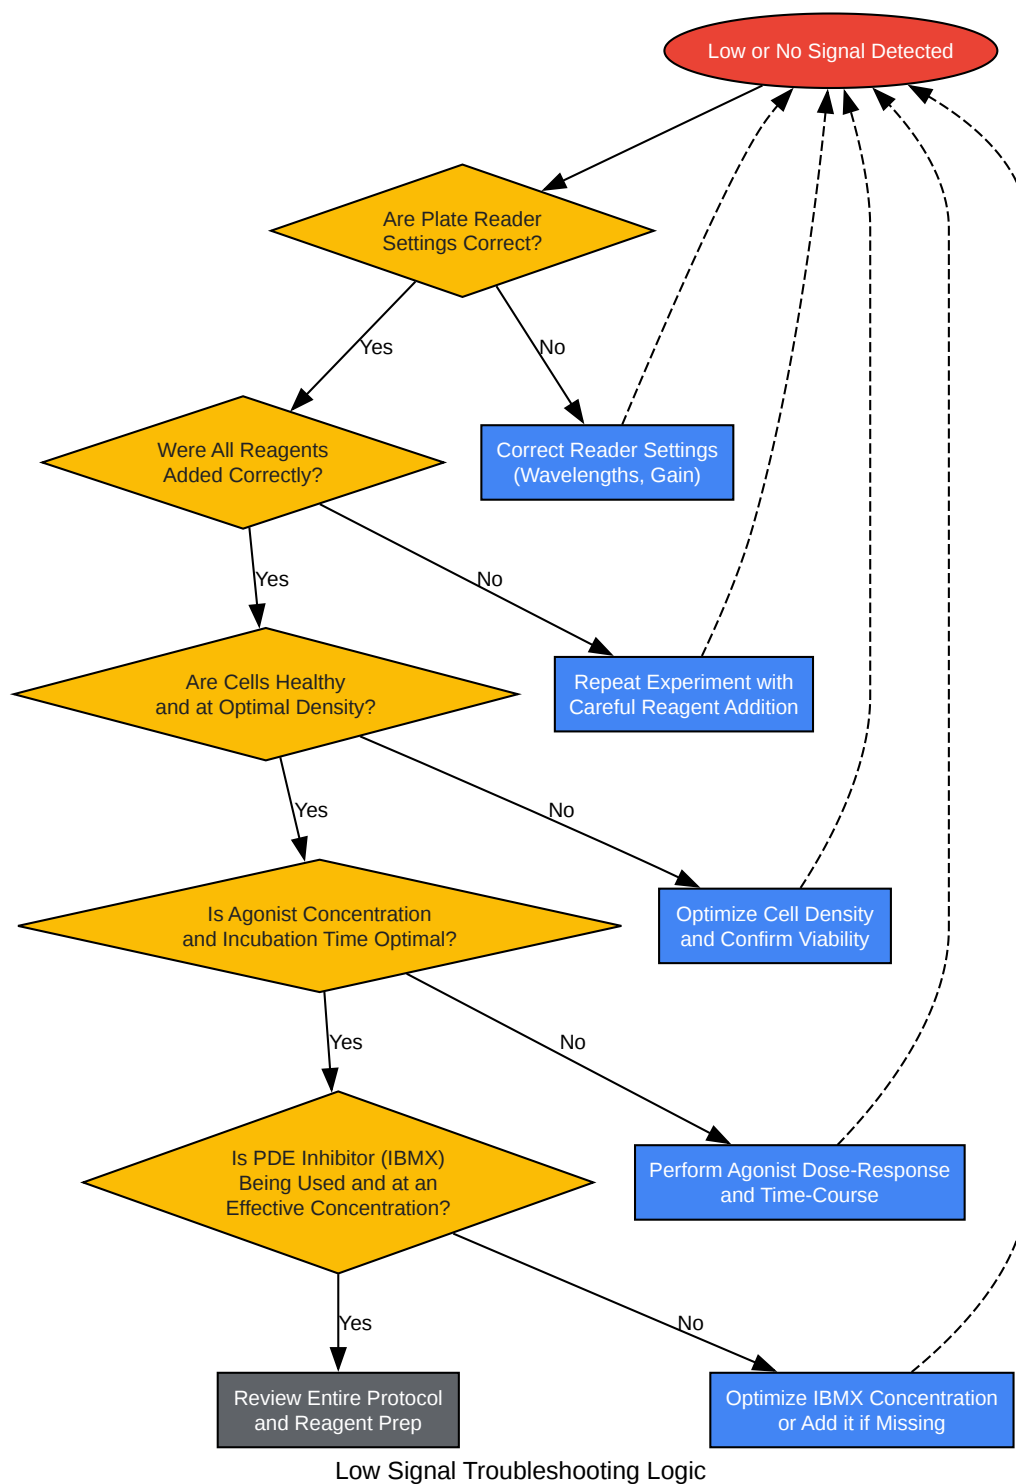 Low or No Signal Detected
Are Plate Reader
Settings Correct?
Yes
No
Were All Reagents
Added Correctly?
Correct Reader Settings
(Wavelengths, Gain)
Yes
No
Are Cells Healthy
and at Optimal Density?
Repeat Experiment with
Careful Reagent Addition
Yes
No
Is Agonist Concentration
and Incubation Time Optimal?
Optimize Cell Density
and Confirm Viability
Yes
No
Is PDE Inhibitor (IBMX)
Being Used and at an
Effective Concentration?
Perform Agonist Dose-Response
and Time-Course
Yes
No
Review Entire Protocol
and Reagent Prep
Optimize IBMX Concentration
or Add it if Missing
Low Signal Troubleshooting Logic